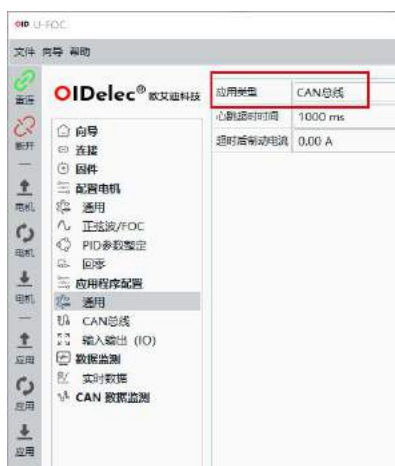 OID U-FOC
文件 向导 帮助
重连
断开
电机
电机
电机
应用
应用
应用
OIDelec® 欧艾迪科技
向导
连接
固件
配置电机
通用
正弦波/FOC
PID参数整定
回零
应用程序配置
通用
CAN总线
输入输出 (IO)
数据监测
实时数据
CAN 数据监测
应用类型 CAN总线
心跳超时时间 1000 ms
超时后制动电流 0.00 A